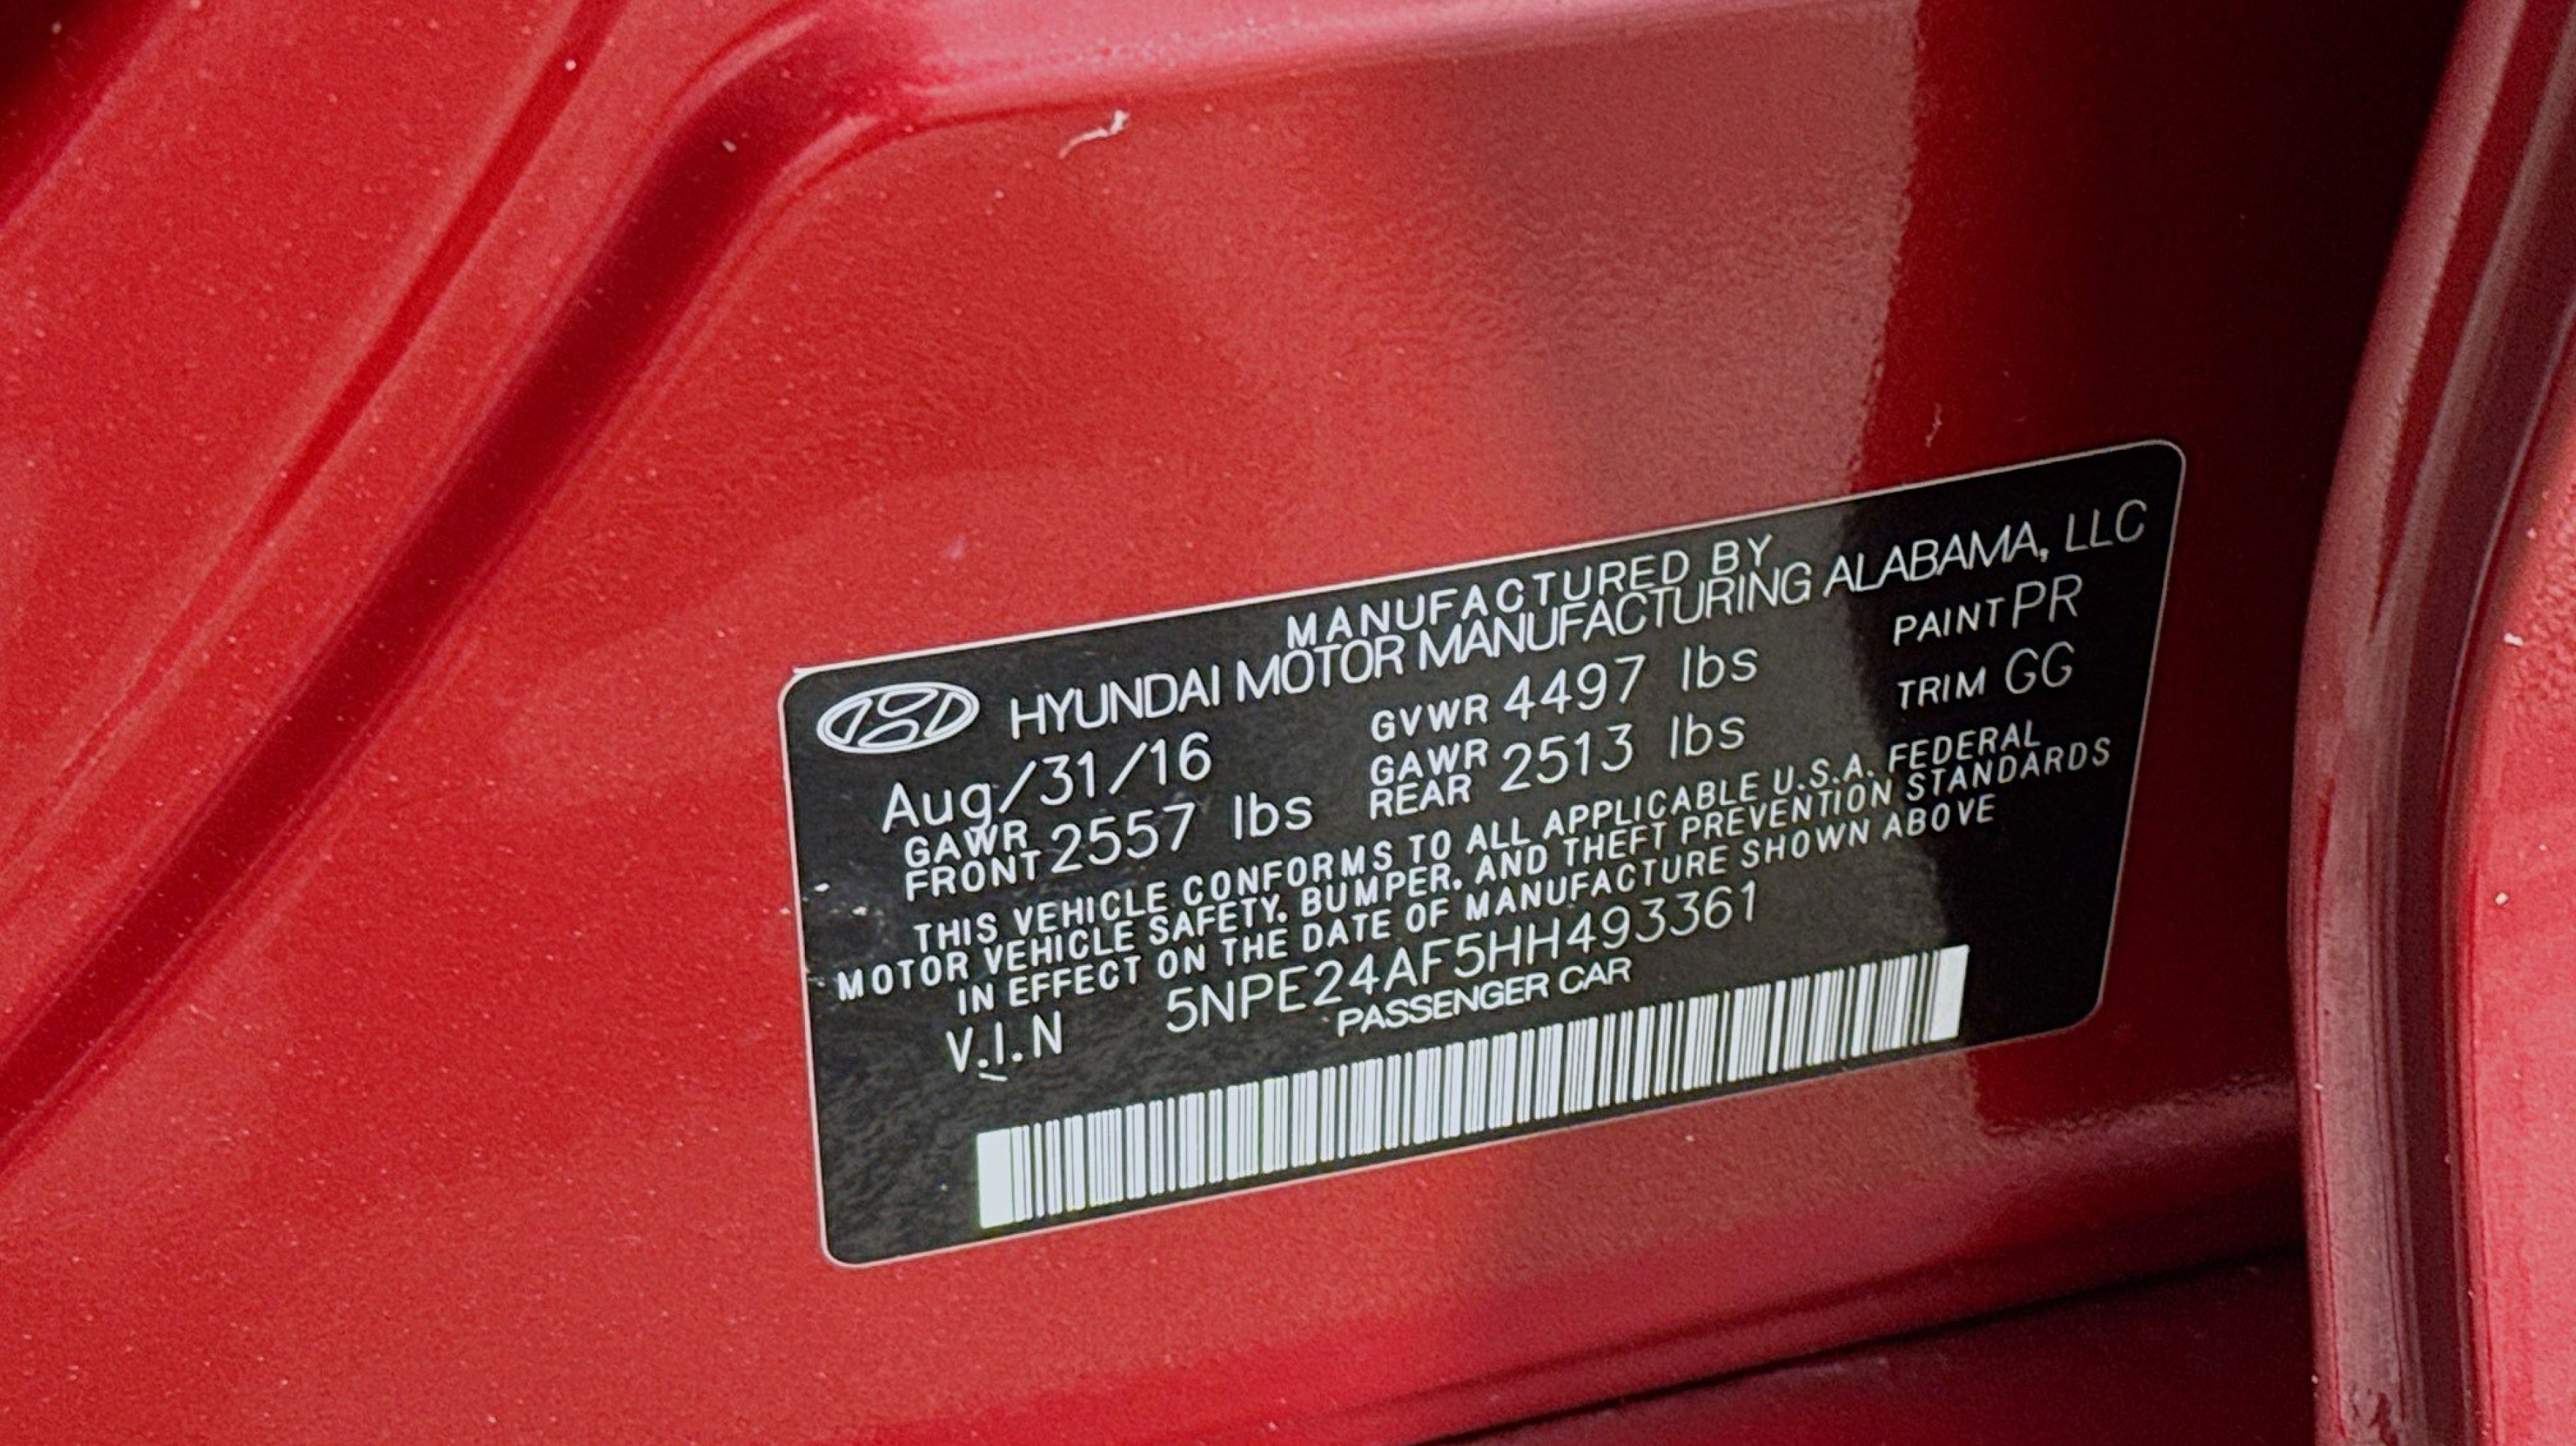 MANUFACTURED BY
HYUNDAI MOTOR MANUFACTURING ALABAMA, LLC
Aug/31/16 GVWR 4497 lbs PAINT PR
GAWR FRONT 2557 lbs GAWR REAR 2513 lbs TRIM GG
THIS VEHICLE CONFORMS TO ALL APPLICABLE U.S.A. FEDERAL
MOTOR VEHICLE SAFETY, BUMPER, AND THEFT PREVENTION STANDARDS
IN EFFECT ON THE DATE OF MANUFACTURE SHOWN ABOVE
V.I.N 5NPE24AF5HH493361
PASSENGER CAR